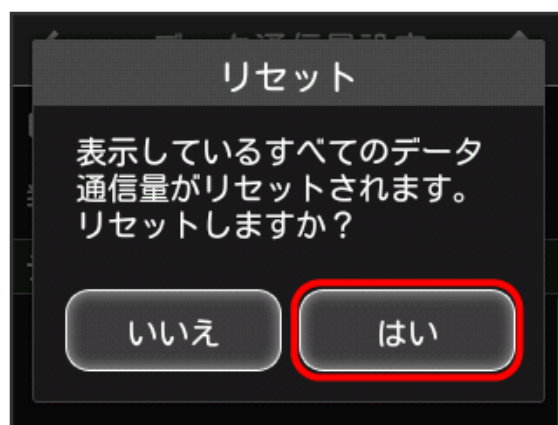 リセット
表示しているすべてのデータ
通信量がリセットされます。
リセットしますか？
いいえ
はい